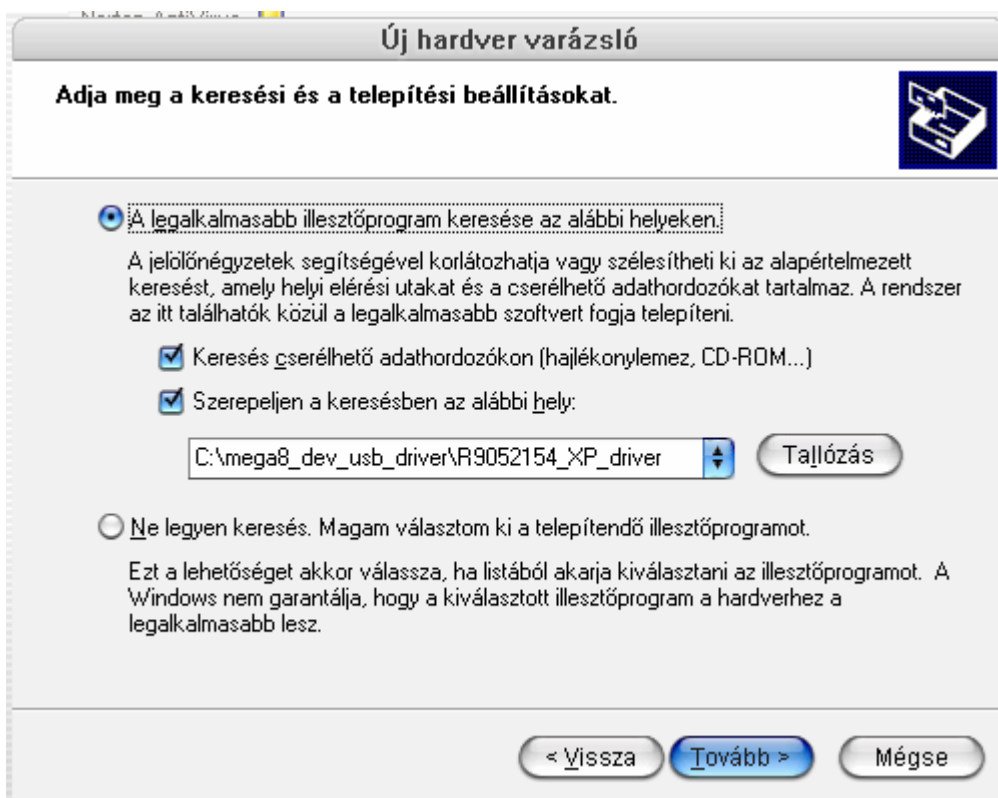 Új hardver varázsló
Adja meg a keresési és a telepítési beállításokat.
A legalkalmasabb illesztőprogram keresése az alábbi helyeken.
A jelölőnégyzetek segítségével korlátozhatja vagy szélesítheti ki az alapértelmezett
keresést, amely helyi elérési utakat és a cserélhető adathordozókat tartalmaz. A rendszer
az itt találhatók közül a legalkalmasabb szoftvert fogja telepíteni.
Keresés cserélhető adathordozókon (hajlékonylemez, CD-ROM...)
Szerepeljen a keresésben az alábbi hely:
C:\mega8_dev_usb_driver\R9052154_XP_driver
Tallózás
Ne legyen keresés. Magam választom ki a telepítendő illesztőprogramot.
Ezt a lehetőséget akkor válassza, ha listából akarja kiválasztani az illesztőprogramot. A
Windows nem garantálja, hogy a kiválasztott illesztőprogram a hardverhez a
legalkalmasabb lesz.
< Vissza
Tovább >
Mégse